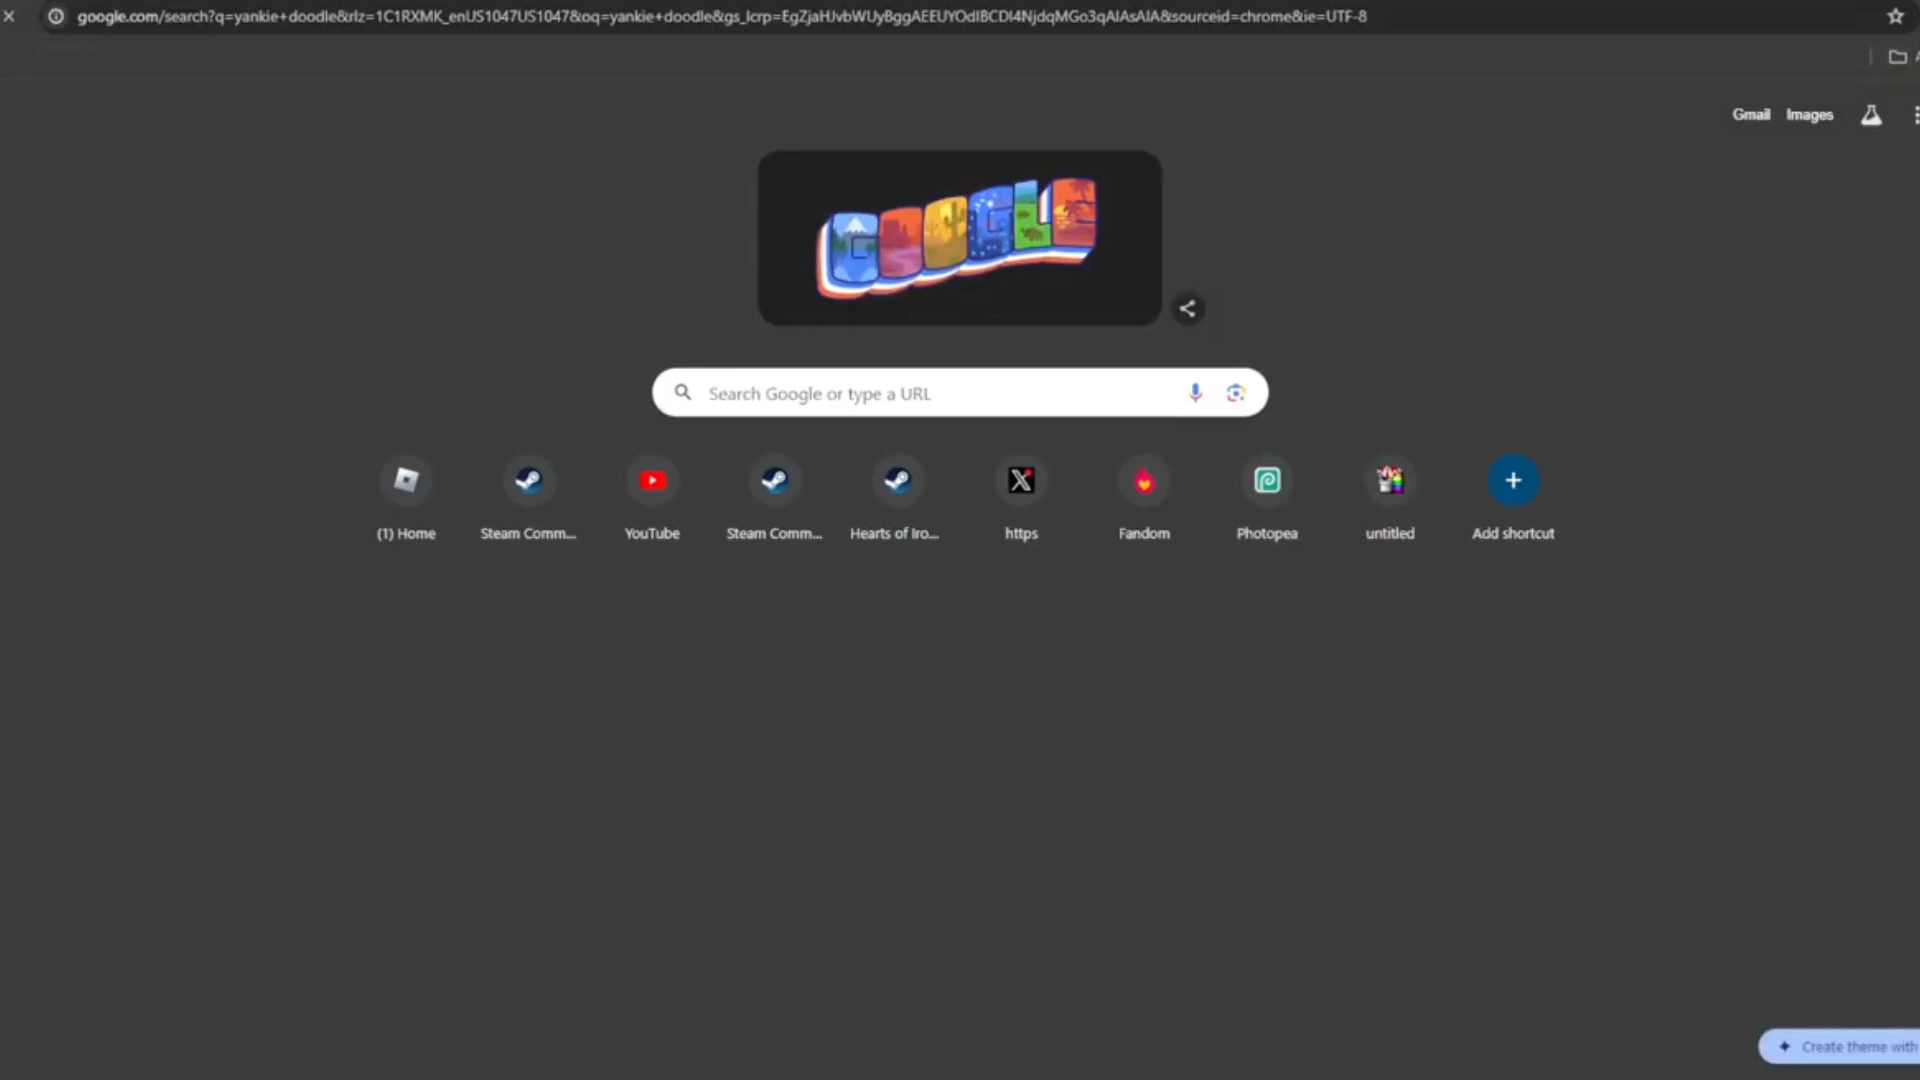 google.com/search?q=yankie+doodle&rlz=1C1RXMK_enUS1047US1047&oq=yankie+doodle&gs_lcrp=EgZjaHJvbWUyBggAEEUYOdIBCDI4NjdqMGo3qAIAsAIA&sourceid=chrome&ie=UTF-8
Gmail Images
GOOGLE
Search Google or type a URL
(1) Home Steam Comm... YouTube Steam Comm... Hearts of Iro... https Fandom Photopea untitled Add shortcut
Create theme with